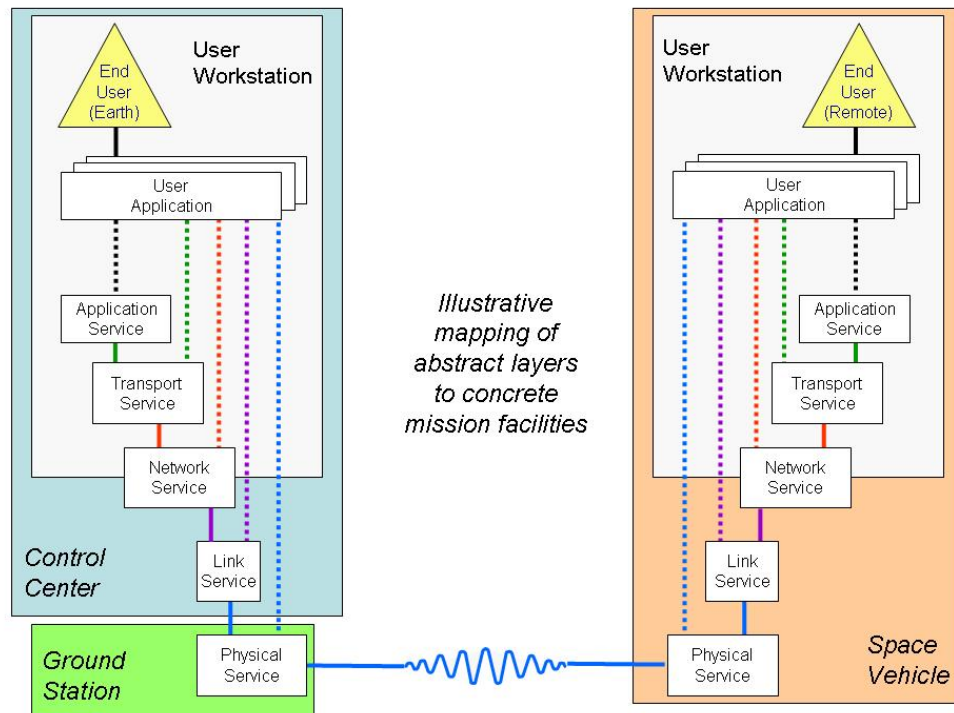 User
Workstation
End
User
(Earth)
User
Application
Application
Service
Transport
Service
Network
Service
Link
Service
Control
Center
Physical
Service
Ground
Station
Illustrative
mapping of
abstract layers
to concrete
mission facilities
User
Workstation
End
User
(Remote)
User
Application
Application
Service
Transport
Service
Network
Service
Link
Service
Physical
Service
Space
Vehicle